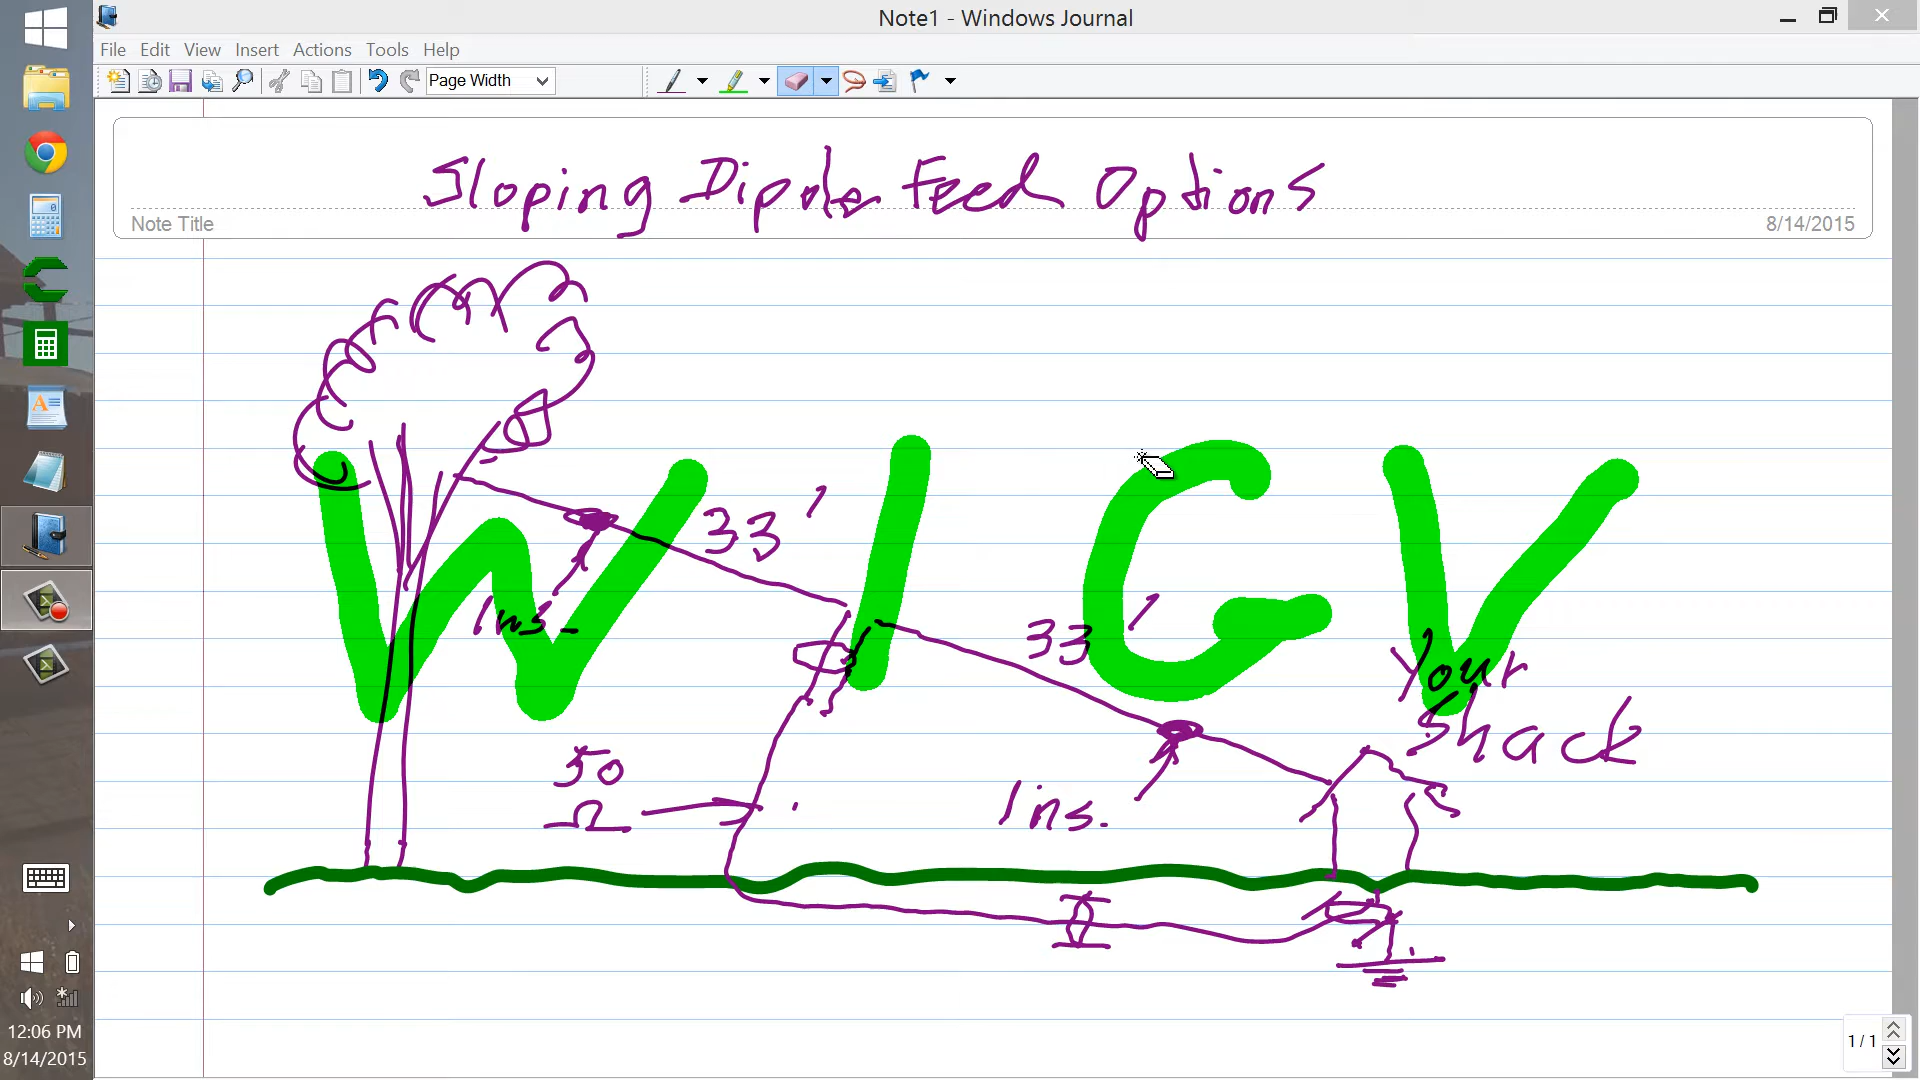 Note1 - Windows Journal
File Edit View Insert Actions Tools Help
Page Width
Sloping Dipole Feed Options
Note Title
8/14/2015
W1GV
33'
Ins.
33'
Your
Shack
50
Ω
Ins.
12:06 PM
8/14/2015
1 / 1